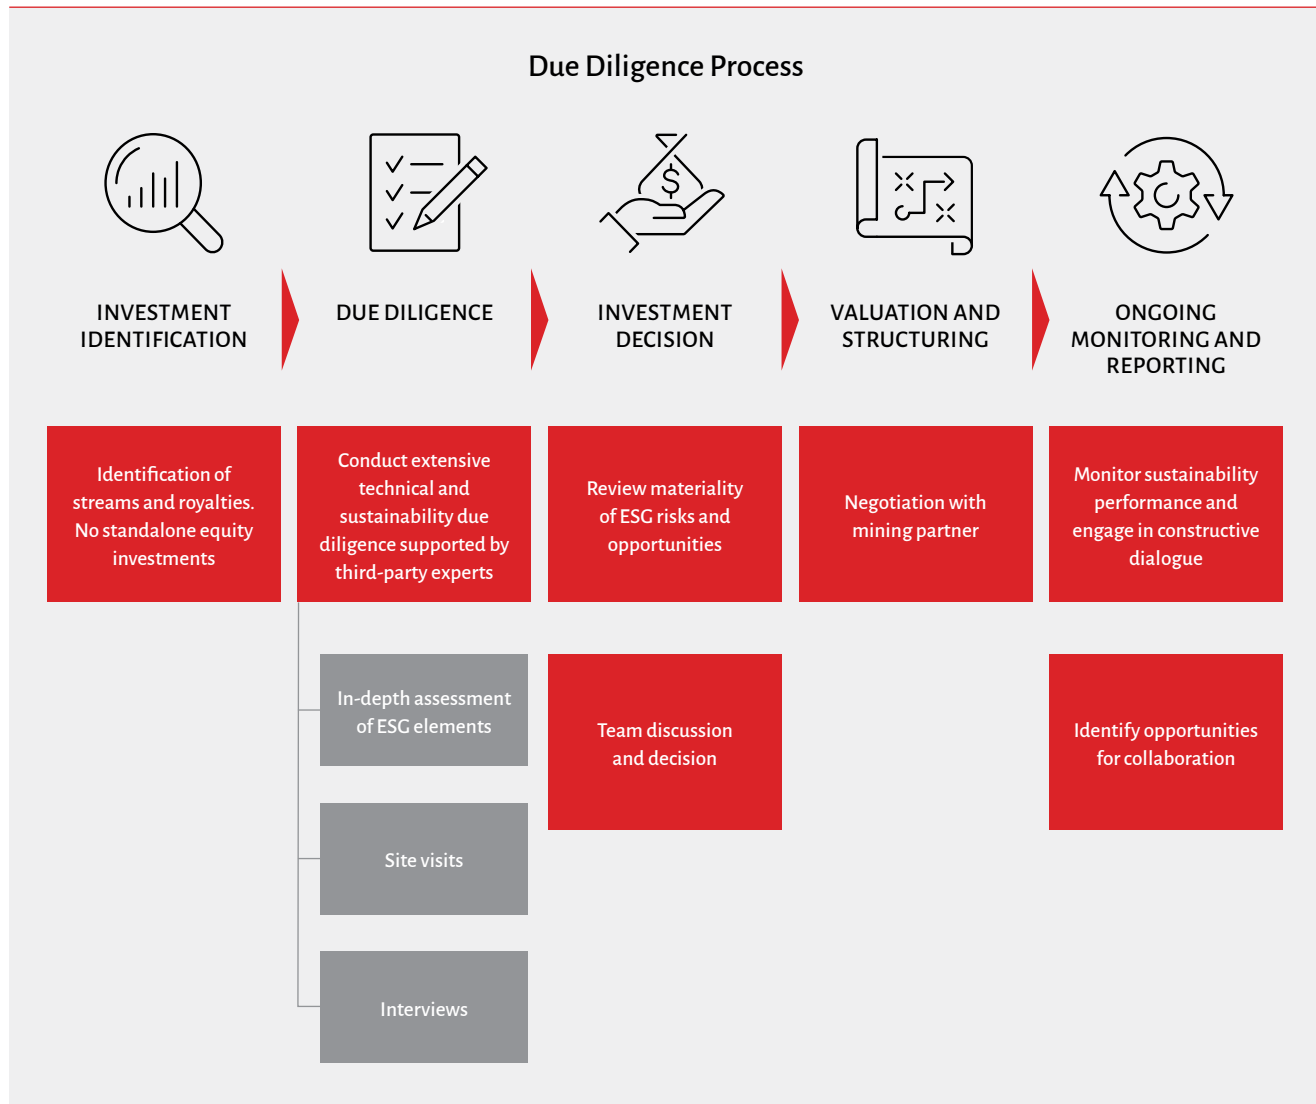 Due Diligence Process
INVESTMENT
IDENTIFICATION
DUE DILIGENCE
INVESTMENT
DECISION
VALUATION AND
STRUCTURING
ONGOING
MONITORING AND
REPORTING
Identification of
streams and royalties.
No standalone equity
investments
Conduct extensive
technical and
sustainability due
diligence supported by
third-party experts
Review materiality
of ESG risks and
opportunities
Negotiation with
mining partner
Monitor sustainability
performance and
engage in constructive
dialogue
In-depth assessment
of ESG elements
Site visits
Interviews
Team discussion
and decision
Identify opportunities
for collaboration